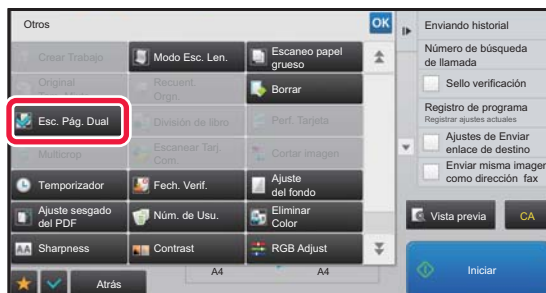 Otros
OK
Crear Trabajo
Modo Esc. Len.
Escaneo papel
grueso
Original
Recuent.
Orgn.
Borrar
Esc. Pág. Dual
División de libro
Perf. Tarjeta
Multicrop
Escanear Tarj.
Com.
Cortar imagen
Temporizador
Fech. Verif.
Ajuste
del fondo
Ajuste sesgado
del PDF
Núm. de Usu.
Eliminar
Color
Sharpness
Contrast
RGB Adjust
Atrás
A4
A4
Enviando historial
Número de búsqueda
de llamada
Sello verificación
Registro de programa
Registrar ajustes actuales
Ajustes de Enviar
enlace de destino
Enviar misma imagen
como dirección fax
Vista previa
CA
Iniciar